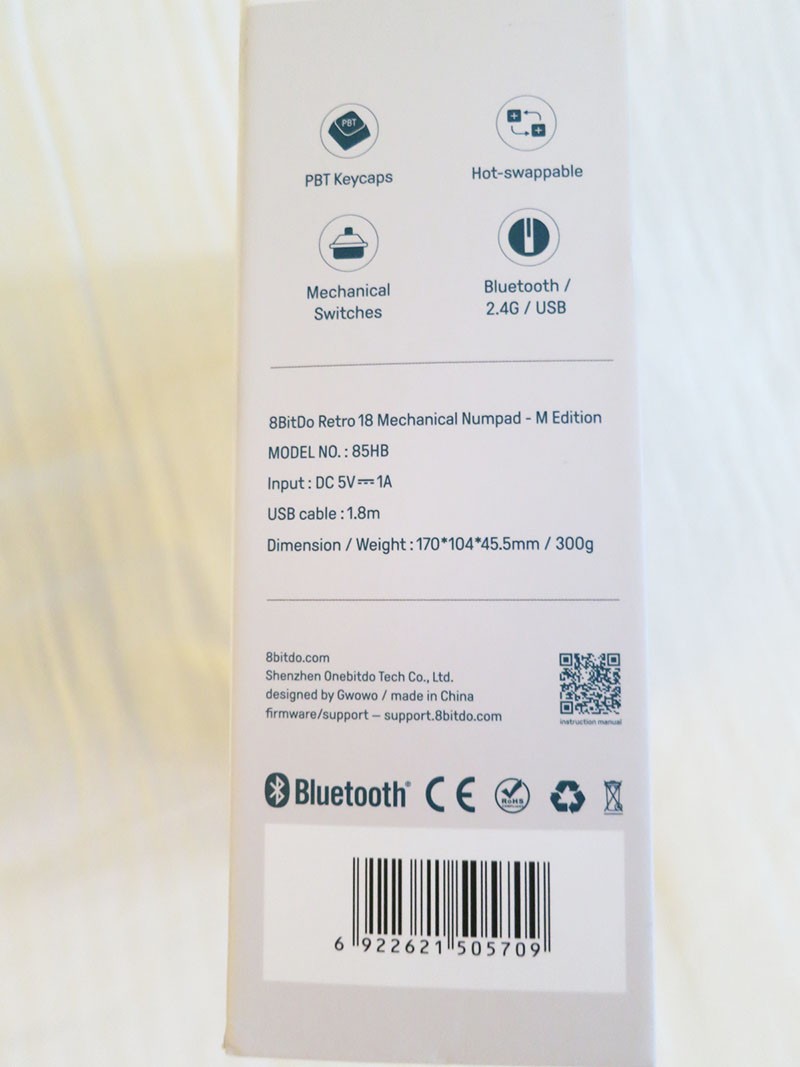 PBT
PBT Keycaps
Hot-swappable
Mechanical
Switches
Bluetooth /
2.4G / USB
8BitDo Retro 18 Mechanical Numpad - M Edition
MODEL NO. : 85HB
Input : DC 5V⎓1A
USB cable : 1.8m
Dimension / Weight : 170*104*45.5mm / 300g
8bitdo.com
Shenzhen Onebitdo Tech Co., Ltd.
designed by Gwowo / made in China
firmware/support – support.8bitdo.com
instruction manual
Bluetooth® CE RoHS
6 922621 505709